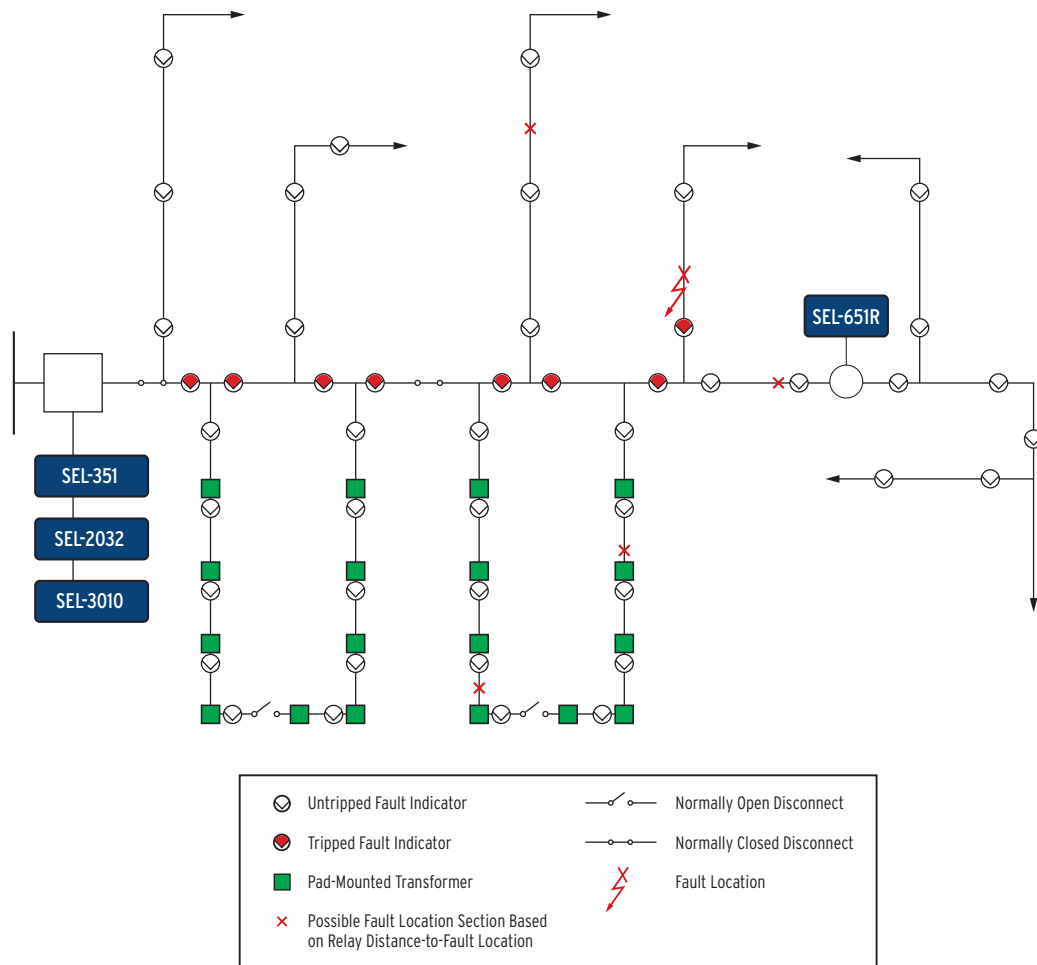 SEL-651R
SEL-351
SEL-2032
SEL-3010
Untripped Fault Indicator
Normally Open Disconnect
Tripped Fault Indicator
Normally Closed Disconnect
Pad-Mounted Transformer
Fault Location
Possible Fault Location Section Based
on Relay Distance-to-Fault Location